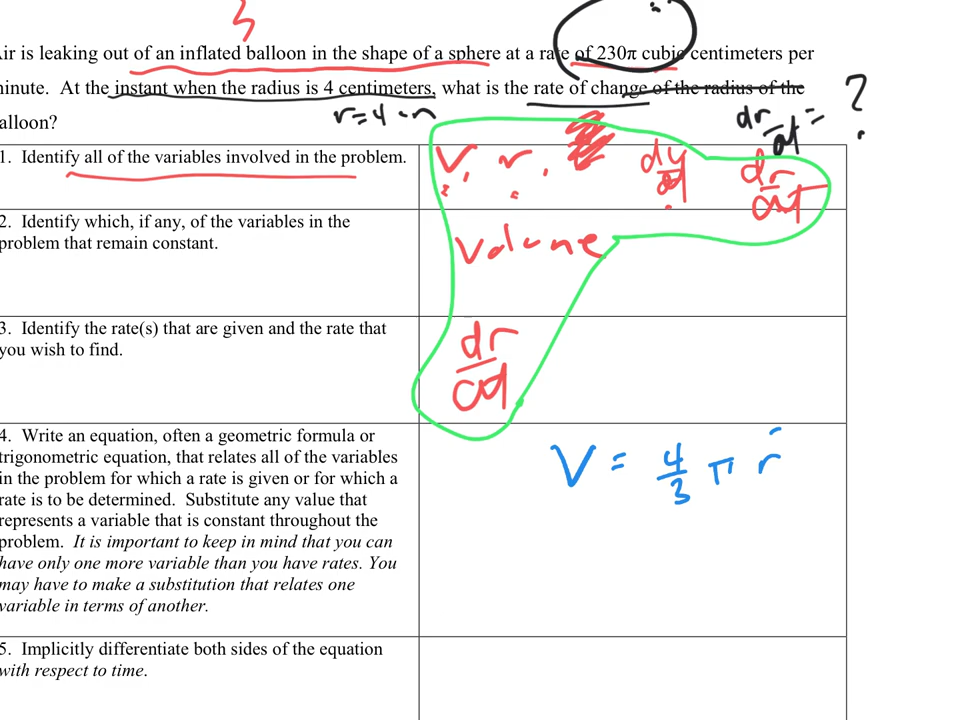 3
Air is leaking out of an inflated balloon in the shape of a sphere at a rate of 230π cubic centimeters per
minute. At the instant when the radius is 4 centimeters, what is the rate of change of the radius of the
balloon?
r=4 cm
dr/dt = ?
1. Identify all of the variables involved in the problem.
V, r, dV/dt dr/dt
2. Identify which, if any, of the variables in the
problem that remain constant.
Volume
3. Identify the rate(s) that are given and the rate that
you wish to find.
dr/dt
4. Write an equation, often a geometric formula or
trigonometric equation, that relates all of the variables
in the problem for which a rate is given or for which a
rate is to be determined. Substitute any value that
represents a variable that is constant throughout the
problem. It is important to keep in mind that you can
have only one more variable than you have rates. You
may have to make a substitution that relates one
variable in terms of another.
V = 4/3 π r
5. Implicitly differentiate both sides of the equation
with respect to time.